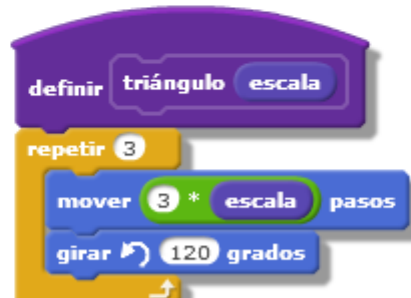 definir triángulo escala
repetir 3
mover 3 * escala pasos
girar 120 grados